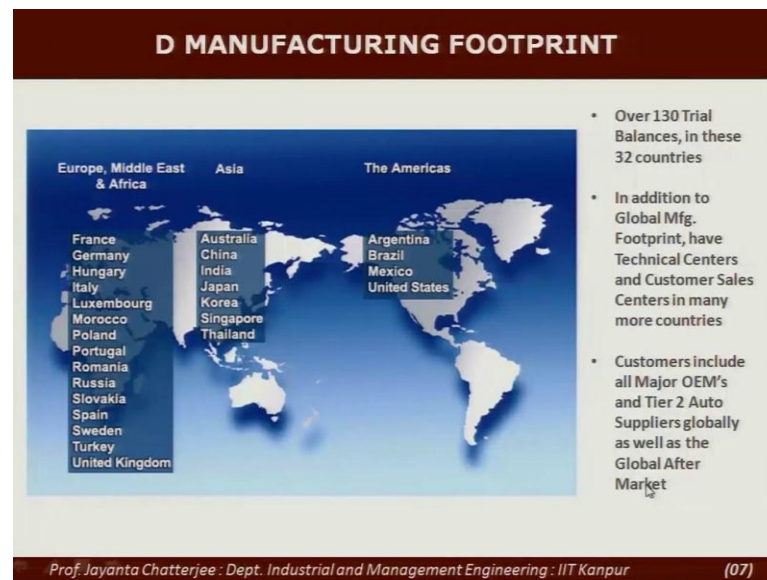 D MANUFACTURING FOOTPRINT
Europe, Middle East
& Africa
France
Germany
Hungary
Italy
Luxembourg
Morocco
Poland
Portugal
Romania
Russia
Slovakia
Spain
Sweden
Turkey
United Kingdom
Asia
Australia
China
India
Japan
Korea
Singapore
Thailand
The Americas
Argentina
Brazil
Mexico
United States
• Over 130 Trial
Balances, in these
32 countries
• In addition to
Global Mfg.
Footprint, have
Technical Centers
and Customer Sales
Centers in many
more countries
• Customers include
all Major OEM's
and Tier 2 Auto
Suppliers globally
as well as the
Global After
Market
Prof. Jayanta Chatterjee : Dept. Industrial and Management Engineering : IIT Kanpur (07)